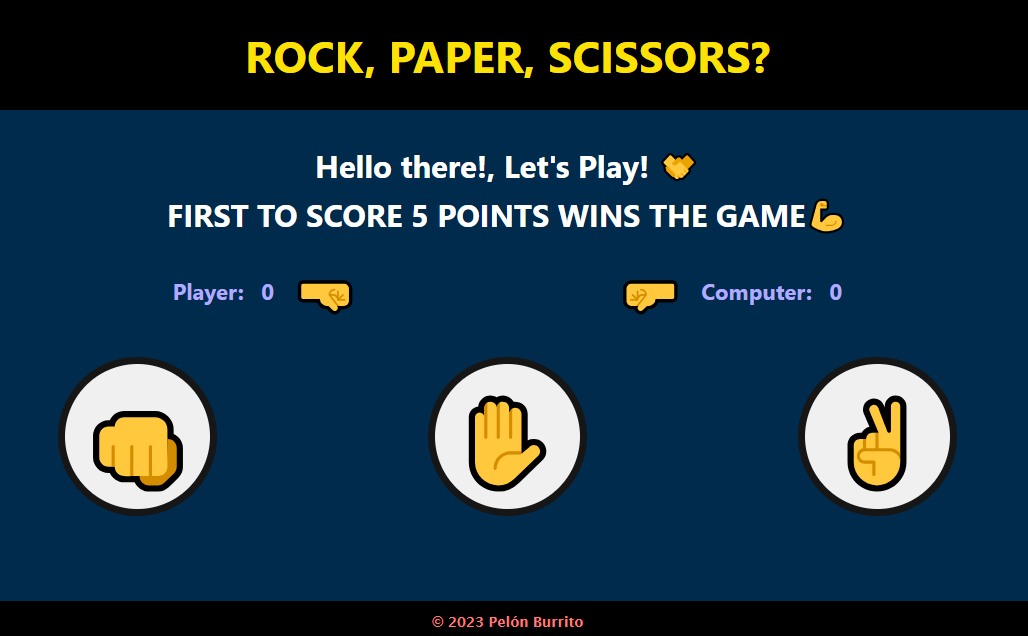 ROCK, PAPER, SCISSORS?
Hello there!, Let's Play! 🤝
FIRST TO SCORE 5 POINTS WINS THE GAME💪
Player: 0 🤜 🤛 Computer: 0
© 2023 Pelón Burrito